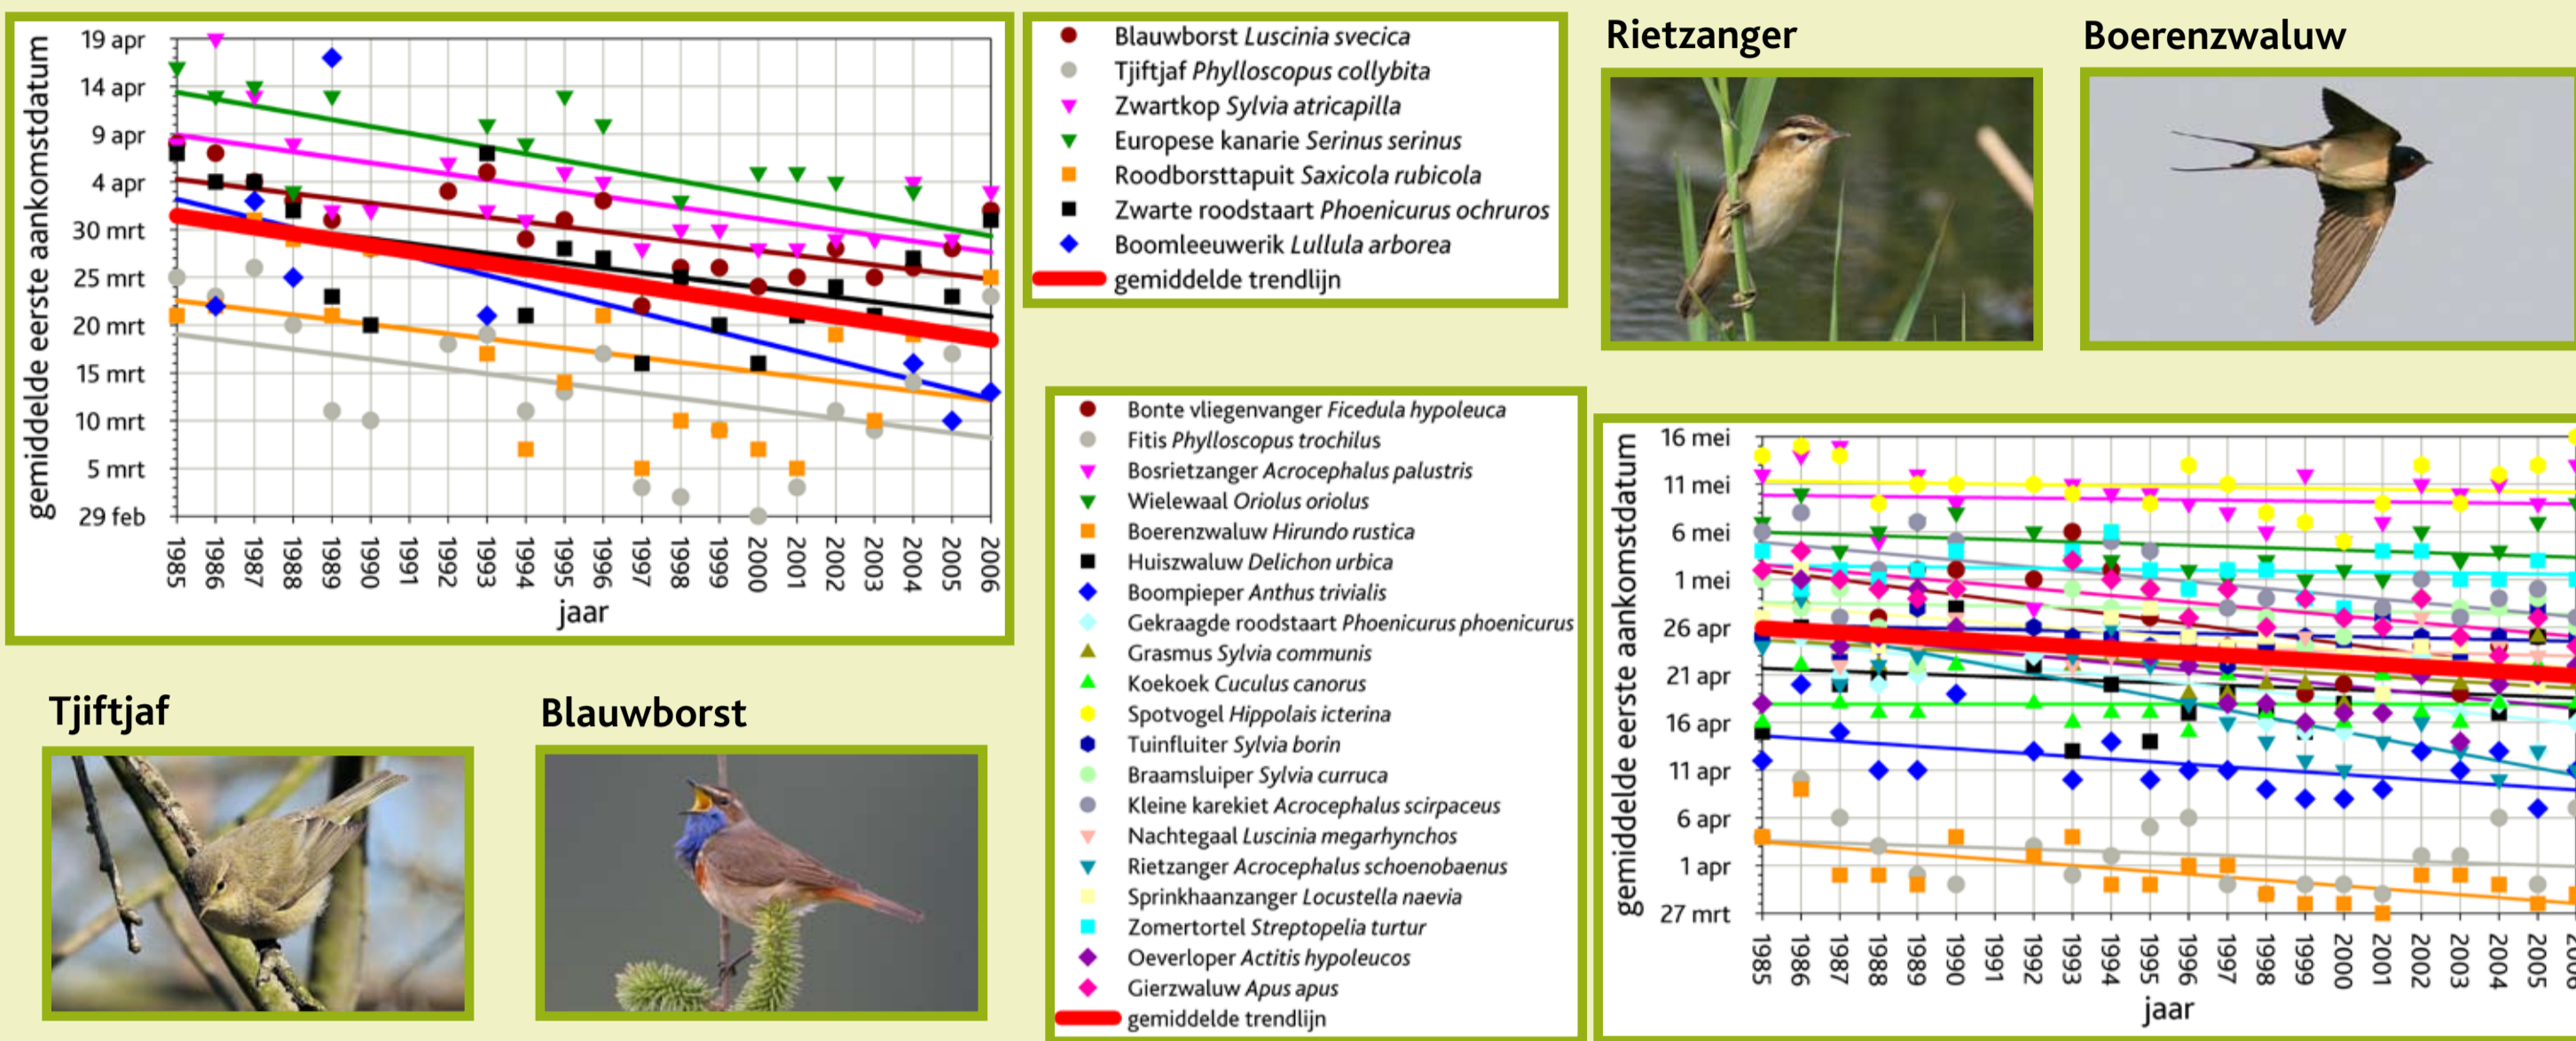 gemiddelde eerste aankomstdatum
19 apr
14 apr
9 apr
4 apr
30 mrt
25 mrt
20 mrt
15 mrt
10 mrt
5 mrt
29 feb
1985 1986 1987 1988 1989 1990 1991 1992 1993 1994 1995 1996 1997 1998 1999 2000 2001 2002 2003 2004 2005 2006
jaar
Blauwborst Luscinia svecica
Tjiftjaf Phylloscopus collybita
Zwartkop Sylvia atricapilla
Europese kanarie Serinus serinus
Roodborsttapuit Saxicola rubicola
Zwarte roodstaart Phoenicurus ochruros
Boomleeuwerik Lullula arborea
gemiddelde trendlijn
Rietzanger
Boerenzwaluw
Tjiftjaf
Blauwborst
Bonte vliegenvanger Ficedula hypoleuca
Fitis Phylloscopus trochilus
Bosrietzanger Acrocephalus palustris
Wielewaal Oriolus oriolus
Boerenzwaluw Hirundo rustica
Huiszwaluw Delichon urbica
Boompieper Anthus trivialis
Gekraagde roodstaart Phoenicurus phoenicurus
Grasmus Sylvia communis
Koekoek Cuculus canorus
Spotvogel Hippolais icterina
Tuinfluiter Sylvia borin
Braamsluiper Sylvia curruca
Kleine karekiet Acrocephalus scirpaceus
Nachtegaal Luscinia megarhynchos
Rietzanger Acrocephalus schoenobaenus
Sprinkhaanzanger Locustella naevia
Zomertortel Streptopelia turtur
Oeverloper Actitis hypoleucos
Gierzwaluw Apus apus
gemiddelde trendlijn
gemiddelde eerste aankomstdatum
16 mei
11 mei
6 mei
1 mei
26 apr
21 apr
16 apr
11 apr
6 apr
1 apr
27 mrt
1985 1986 1987 1988 1989 1990 1991 1992 1993 1994 1995 1996 1997 1998 1999 2000 2001 2002 2003 2004 2005
jaar